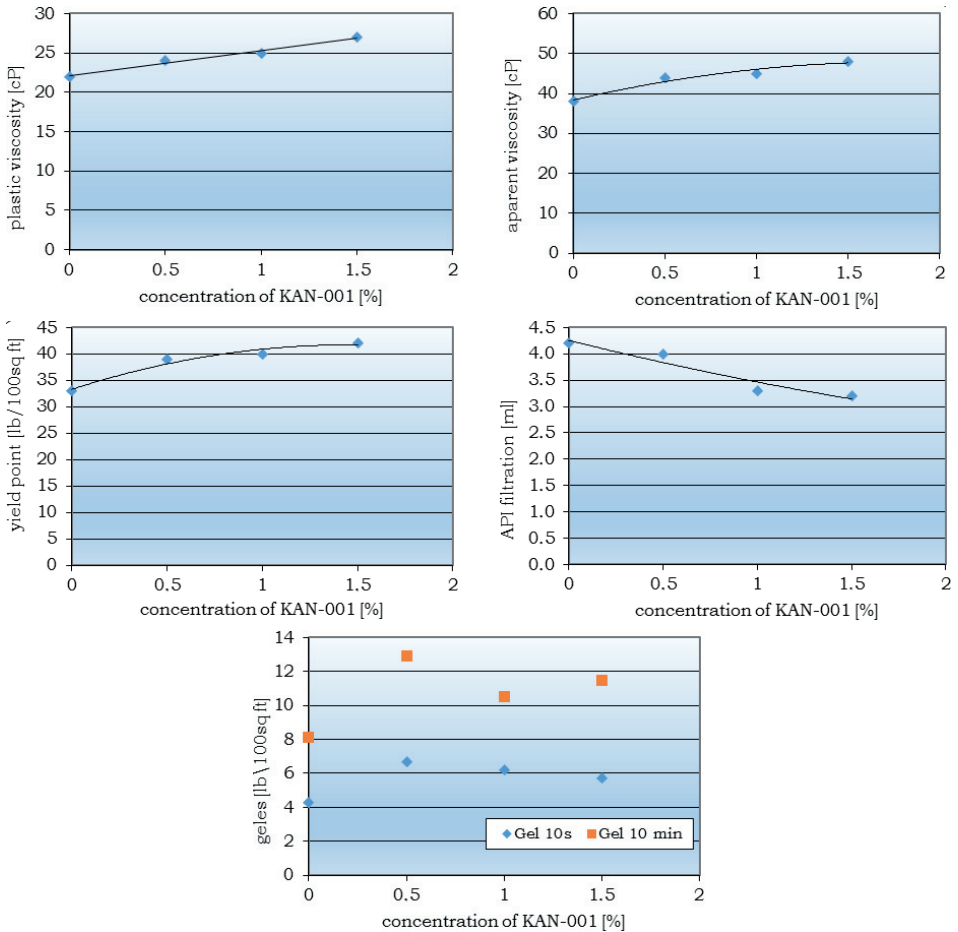 plastic viscosity [cP]
30
25
20
15
10
5
0
0 0.5 1 1.5 2
concentration of KAN-001 [%]
aparent viscosity [cP]
60
50
40
30
20
10
0
0 0.5 1 1.5 2
concentration of KAN-001 [%]
yield point [lb/100sq ft]
45
40
35
30
25
20
15
10
5
0
0 0.5 1 1.5 2
concentration of KAN-001 [%]
API filtration [ml]
4.5
4.0
3.5
3.0
2.5
2.0
1.5
1.0
0.5
0.0
0 0.5 1 1.5 2
concentration of KAN-001 [%]
geles [lb\100sq ft]
14
12
10
8
6
4
2
0
Gel 10s Gel 10 min
0 0.5 1 1.5 2
concentration of KAN-001 [%]